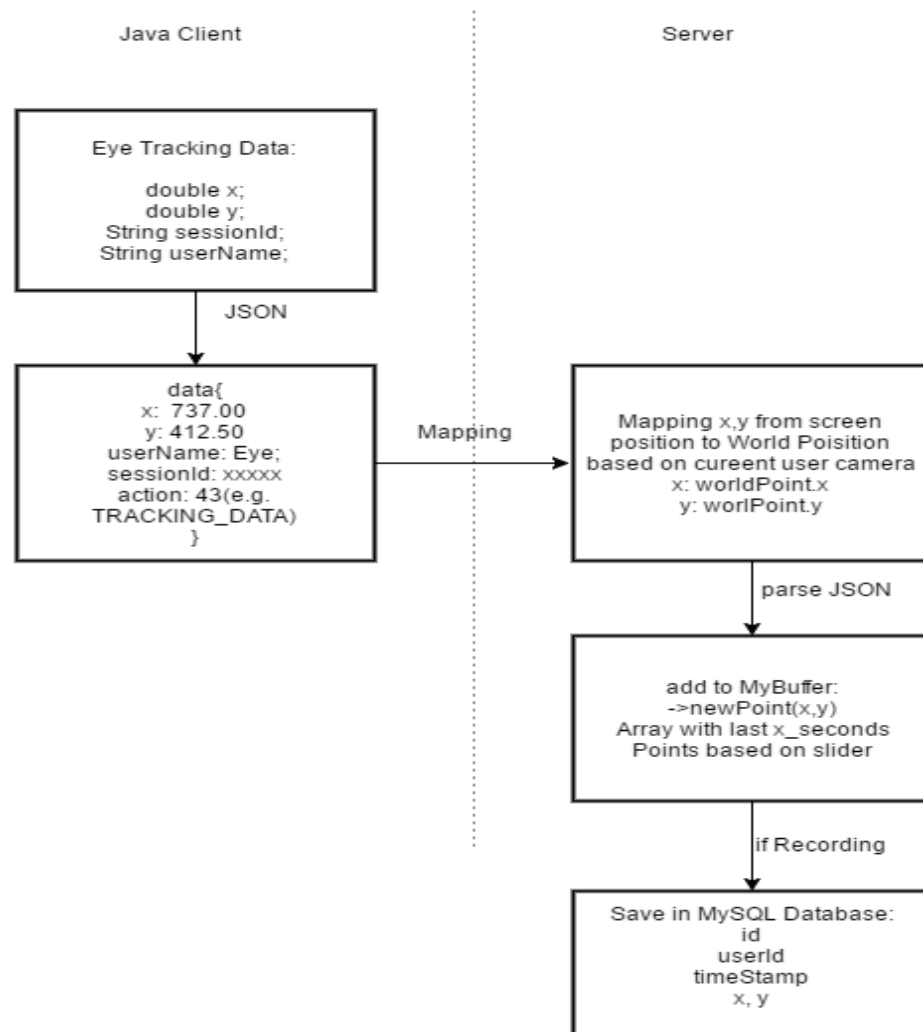 Java Client
Server
Eye Tracking Data:
double x;
double y;
String sessionId;
String userName;
JSON
data{
x:  737.00
y: 412.50
userName: Eye;
sessionId: xxxxx
action: 43(e.g.
TRACKING_DATA)
}
Mapping
Mapping x,y from screen
position to World Poisition
based on cureent user camera
x: worldPoint.x
y: worlPoint.y
parse JSON
add to MyBuffer:
->newPoint(x,y)
Array with last x_seconds
Points based on slider
if Recording
Save in MySQL Database:
id
userId
timeStamp
x, y